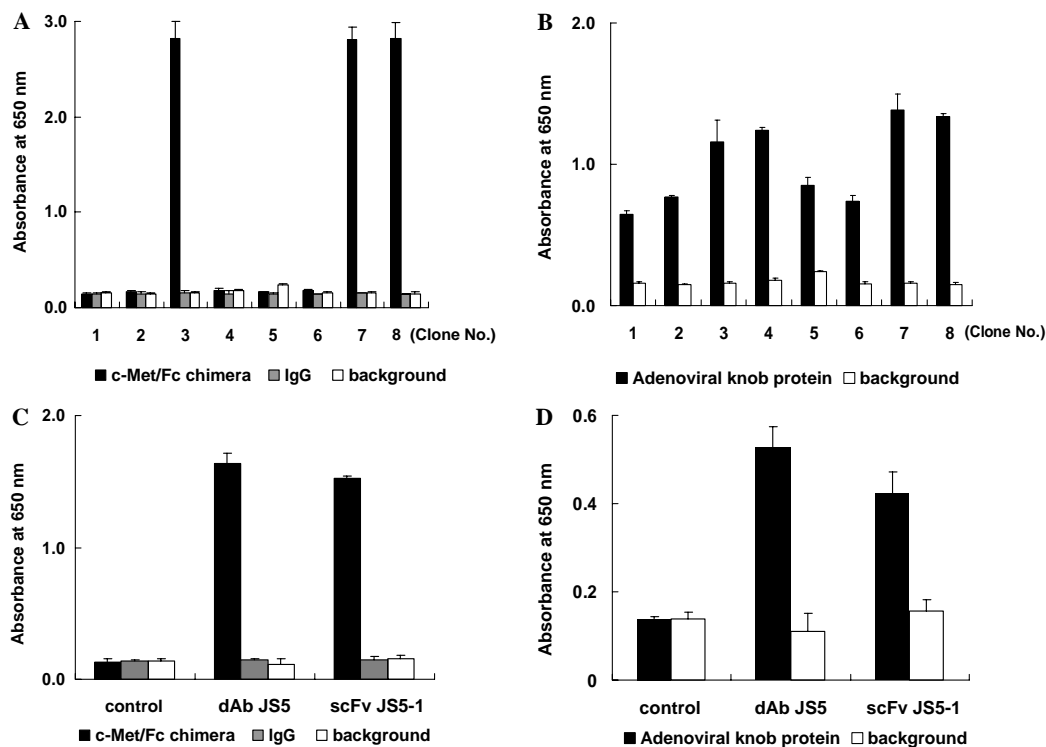 A
Absorbance at 650 nm
3.0
2.0
1.0
0.0
1 2 3 4 5 6 7 8 (Clone No.)
c-Met/Fc chimera IgG background
B
Absorbance at 650 nm
2.0
1.0
0.0
1 2 3 4 5 6 7 8 (Clone No.)
Adenoviral knob protein background
C
Absorbance at 650 nm
2.0
1.0
0.0
control dAb JS5 scFv JS5-1
c-Met/Fc chimera IgG background
D
Absorbance at 650 nm
0.6
0.4
0.2
0
control dAb JS5 scFv JS5-1
Adenoviral knob protein background